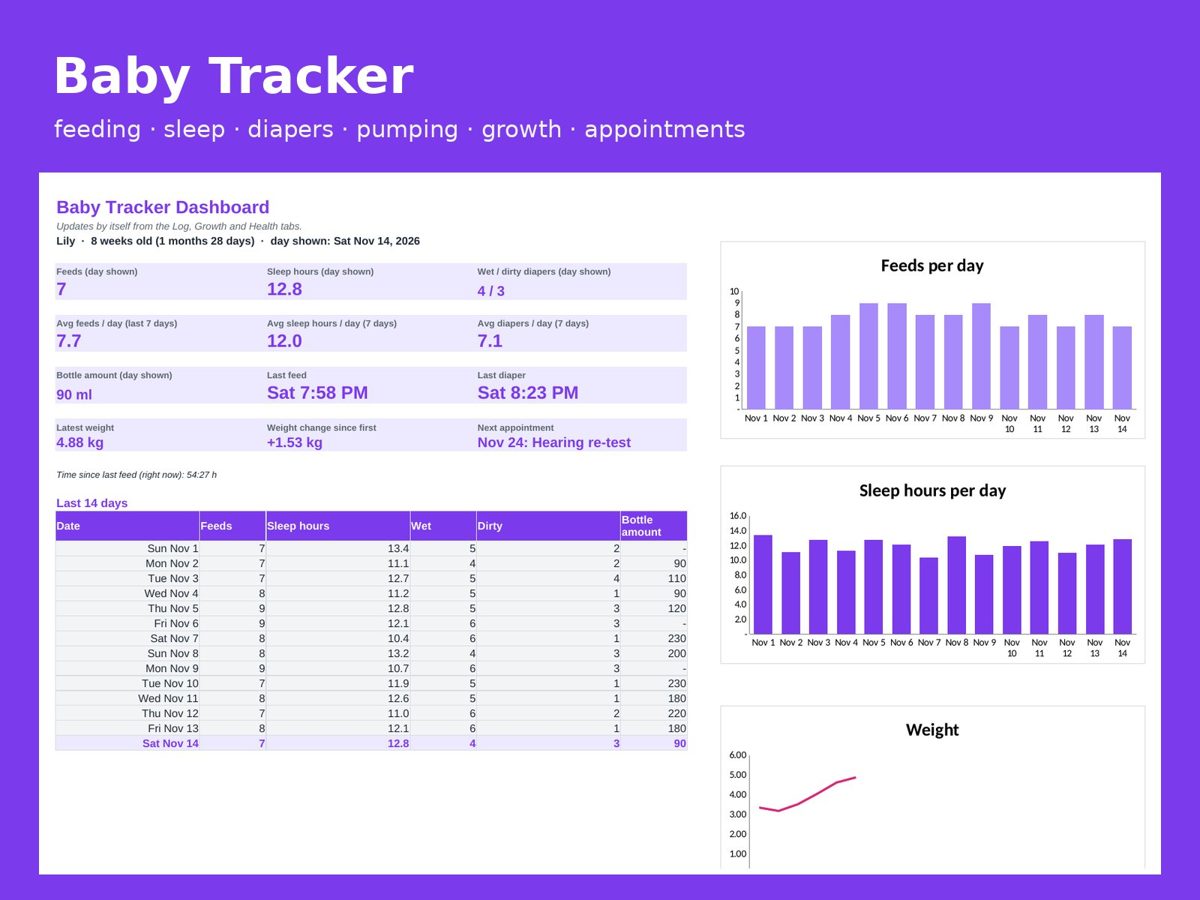 Baby Tracker
feeding · sleep · diapers · pumping · growth · appointments
Baby Tracker Dashboard
Updates by itself from the Log, Growth and Health tabs.
Lily · 8 weeks old (1 months 28 days) · day shown: Sat Nov 14, 2026
Feeds (day shown) Sleep hours (day shown) Wet / dirty diapers (day shown)
7 12.8 4 / 3
Avg feeds / day (last 7 days) Avg sleep hours / day (7 days) Avg diapers / day (7 days)
7.7 12.0 7.1
Bottle amount (day shown) Last feed Last diaper
90 ml Sat 7:58 PM Sat 8:23 PM
Latest weight Weight change since first Next appointment
4.88 kg +1.53 kg Nov 24: Hearing re-test
Time since last feed (right now): 54:27 h
Last 14 days
Date Feeds Sleep hours Wet Dirty Bottle amount
Sun Nov 1 7 13.4 5 2 -
Mon Nov 2 7 11.1 4 2 90
Tue Nov 3 7 12.7 5 4 110
Wed Nov 4 8 11.2 5 1 90
Thu Nov 5 9 12.8 5 3 120
Fri Nov 6 9 12.1 6 3 -
Sat Nov 7 8 10.4 6 1 230
Sun Nov 8 8 13.2 4 3 200
Mon Nov 9 9 10.7 6 3 -
Tue Nov 10 7 11.9 5 1 230
Wed Nov 11 8 12.6 5 1 180
Thu Nov 12 7 11.0 6 2 220
Fri Nov 13 8 12.1 6 1 180
Sat Nov 14 7 12.8 4 3 90
Feeds per day
10
9
8
7
6
5
4
3
2
1
-
Nov 1 Nov 2 Nov 3 Nov 4 Nov 5 Nov 6 Nov 7 Nov 8 Nov 9 Nov 10 Nov 11 Nov 12 Nov 13 Nov 14
Sleep hours per day
16.0
14.0
12.0
10.0
8.0
6.0
4.0
2.0
-
Nov 1 Nov 2 Nov 3 Nov 4 Nov 5 Nov 6 Nov 7 Nov 8 Nov 9 Nov 10 Nov 11 Nov 12 Nov 13 Nov 14
Weight
6.00
5.00
4.00
3.00
2.00
1.00